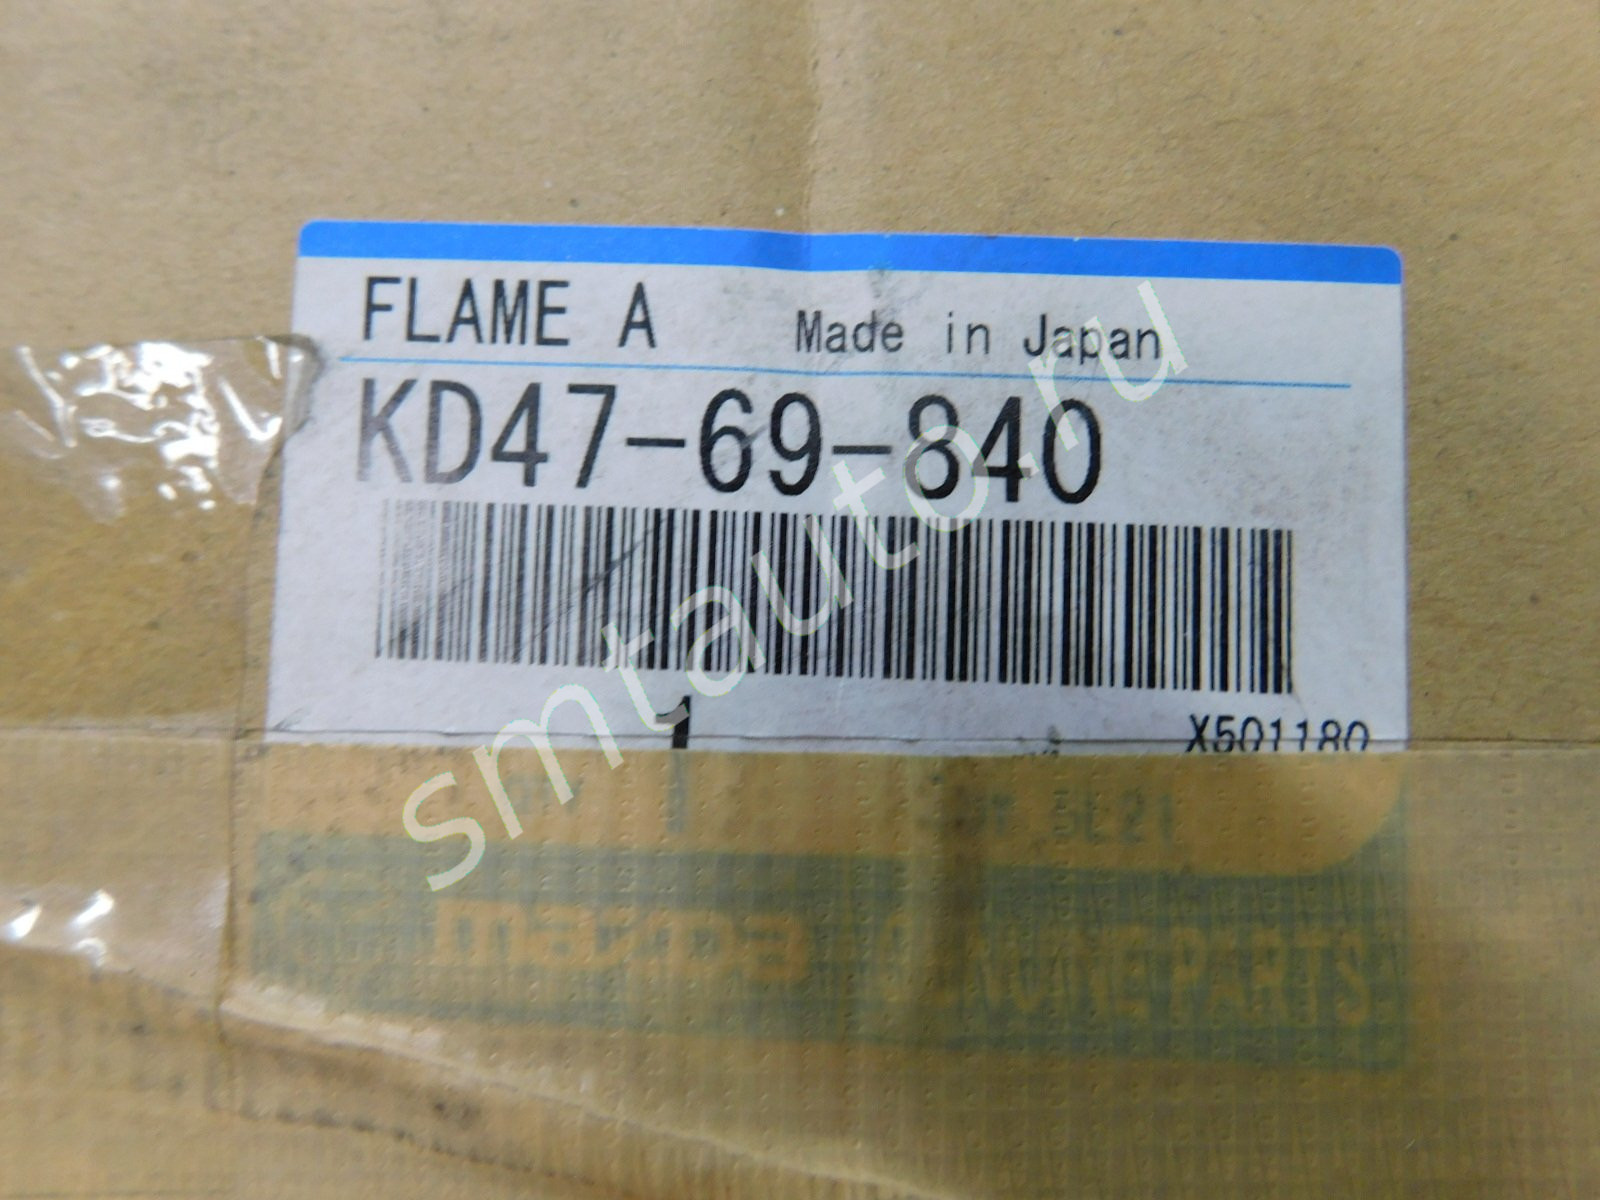 FLAME A Made in Japan
KD47-69-840
1 X501180
mazda GENUINE PARTS
smtauto.ru